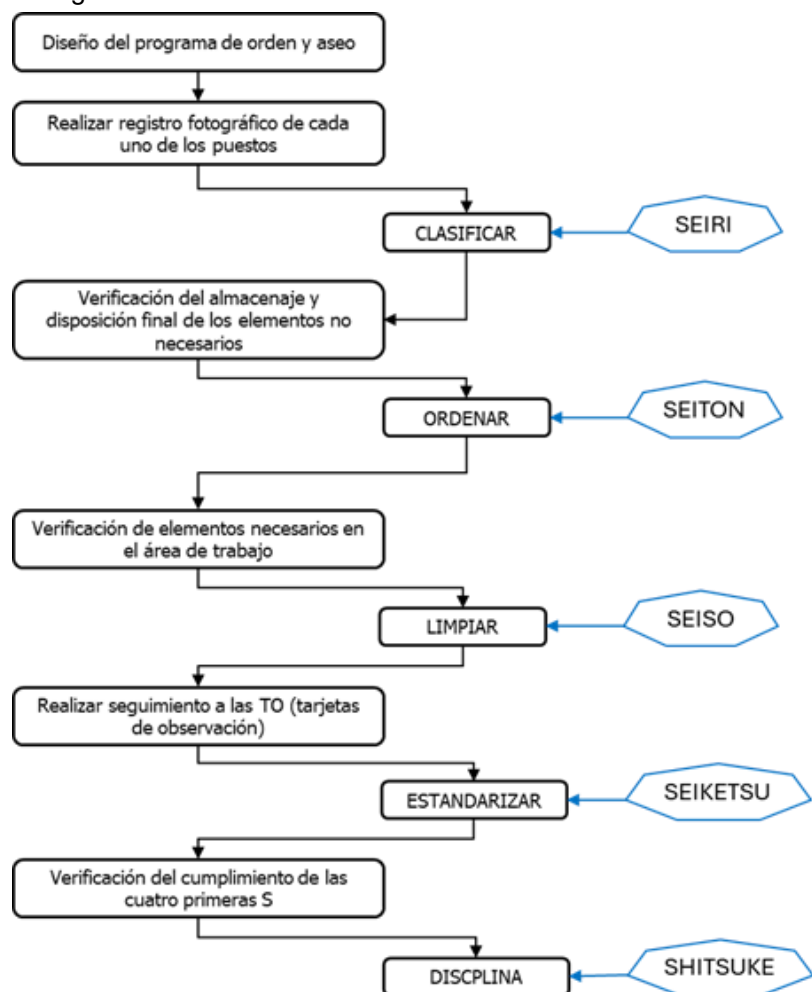 Diseño del programa de orden y aseo
Realizar registro fotográfico de cada
uno de los puestos
CLASIFICAR
SEIRI
Verificación del almacenaje y
disposición final de los elementos no
necesarios
ORDENAR
SEITON
Verificación de elementos necesarios en
el área de trabajo
LIMPIAR
SEISO
Realizar seguimiento a las TO (tarjetas
de observación)
ESTANDARIZAR
SEIKETSU
Verificación del cumplimiento de las
cuatro primeras S
DISCPLINA
SHITSUKE